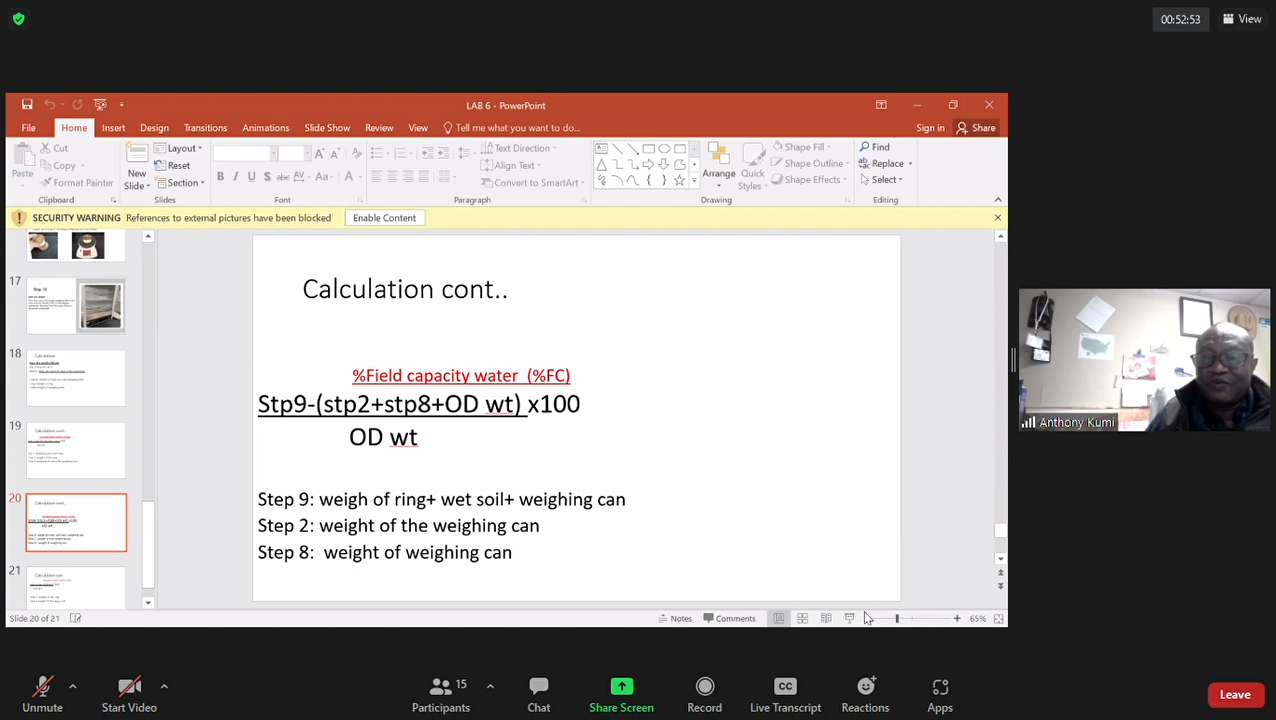 00:52:53 View
LAB 6 - PowerPoint
File Home Insert Design Transitions Animations Slide Show Review View Tell me what you want to do... Sign in Share
Cut Layout Text Direction Shape Fill Find
Paste Copy New Slide Reset Align Text Arrange Quick Styles Shape Outline Replace
Format Painter Section B I U S abc AV Aa A Convert to SmartArt Shape Effects Select
Clipboard Slides Font Paragraph Drawing Editing
SECURITY WARNING References to external pictures have been blocked Enable Content
17
18
19
20
21
Calculation cont..
%Field capacity water (%FC)
Stp9-(stp2+stp8+OD wt) x100
OD wt
Step 9: weigh of ring+ wet soil+ weighing can
Step 2: weight of the weighing can
Step 8: weight of weighing can
Anthony Kumi
Slide 20 of 21 Notes Comments 65%
15
Unmute Start Video Participants Chat Share Screen Record CC Live Transcript Reactions Apps Leave